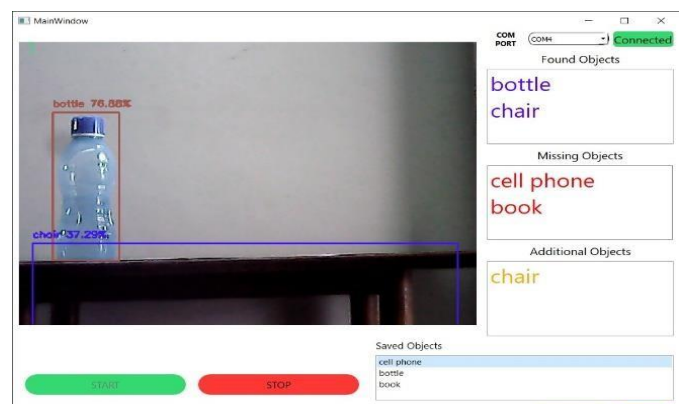 MainWindow
COM PORT
COM4
Connected
Found Objects
bottle
chair
Missing Objects
cell phone
book
Additional Objects
chair
bottle 76.88%
chair 37.29%
Saved Objects
cell phone
bottle
book
START
STOP